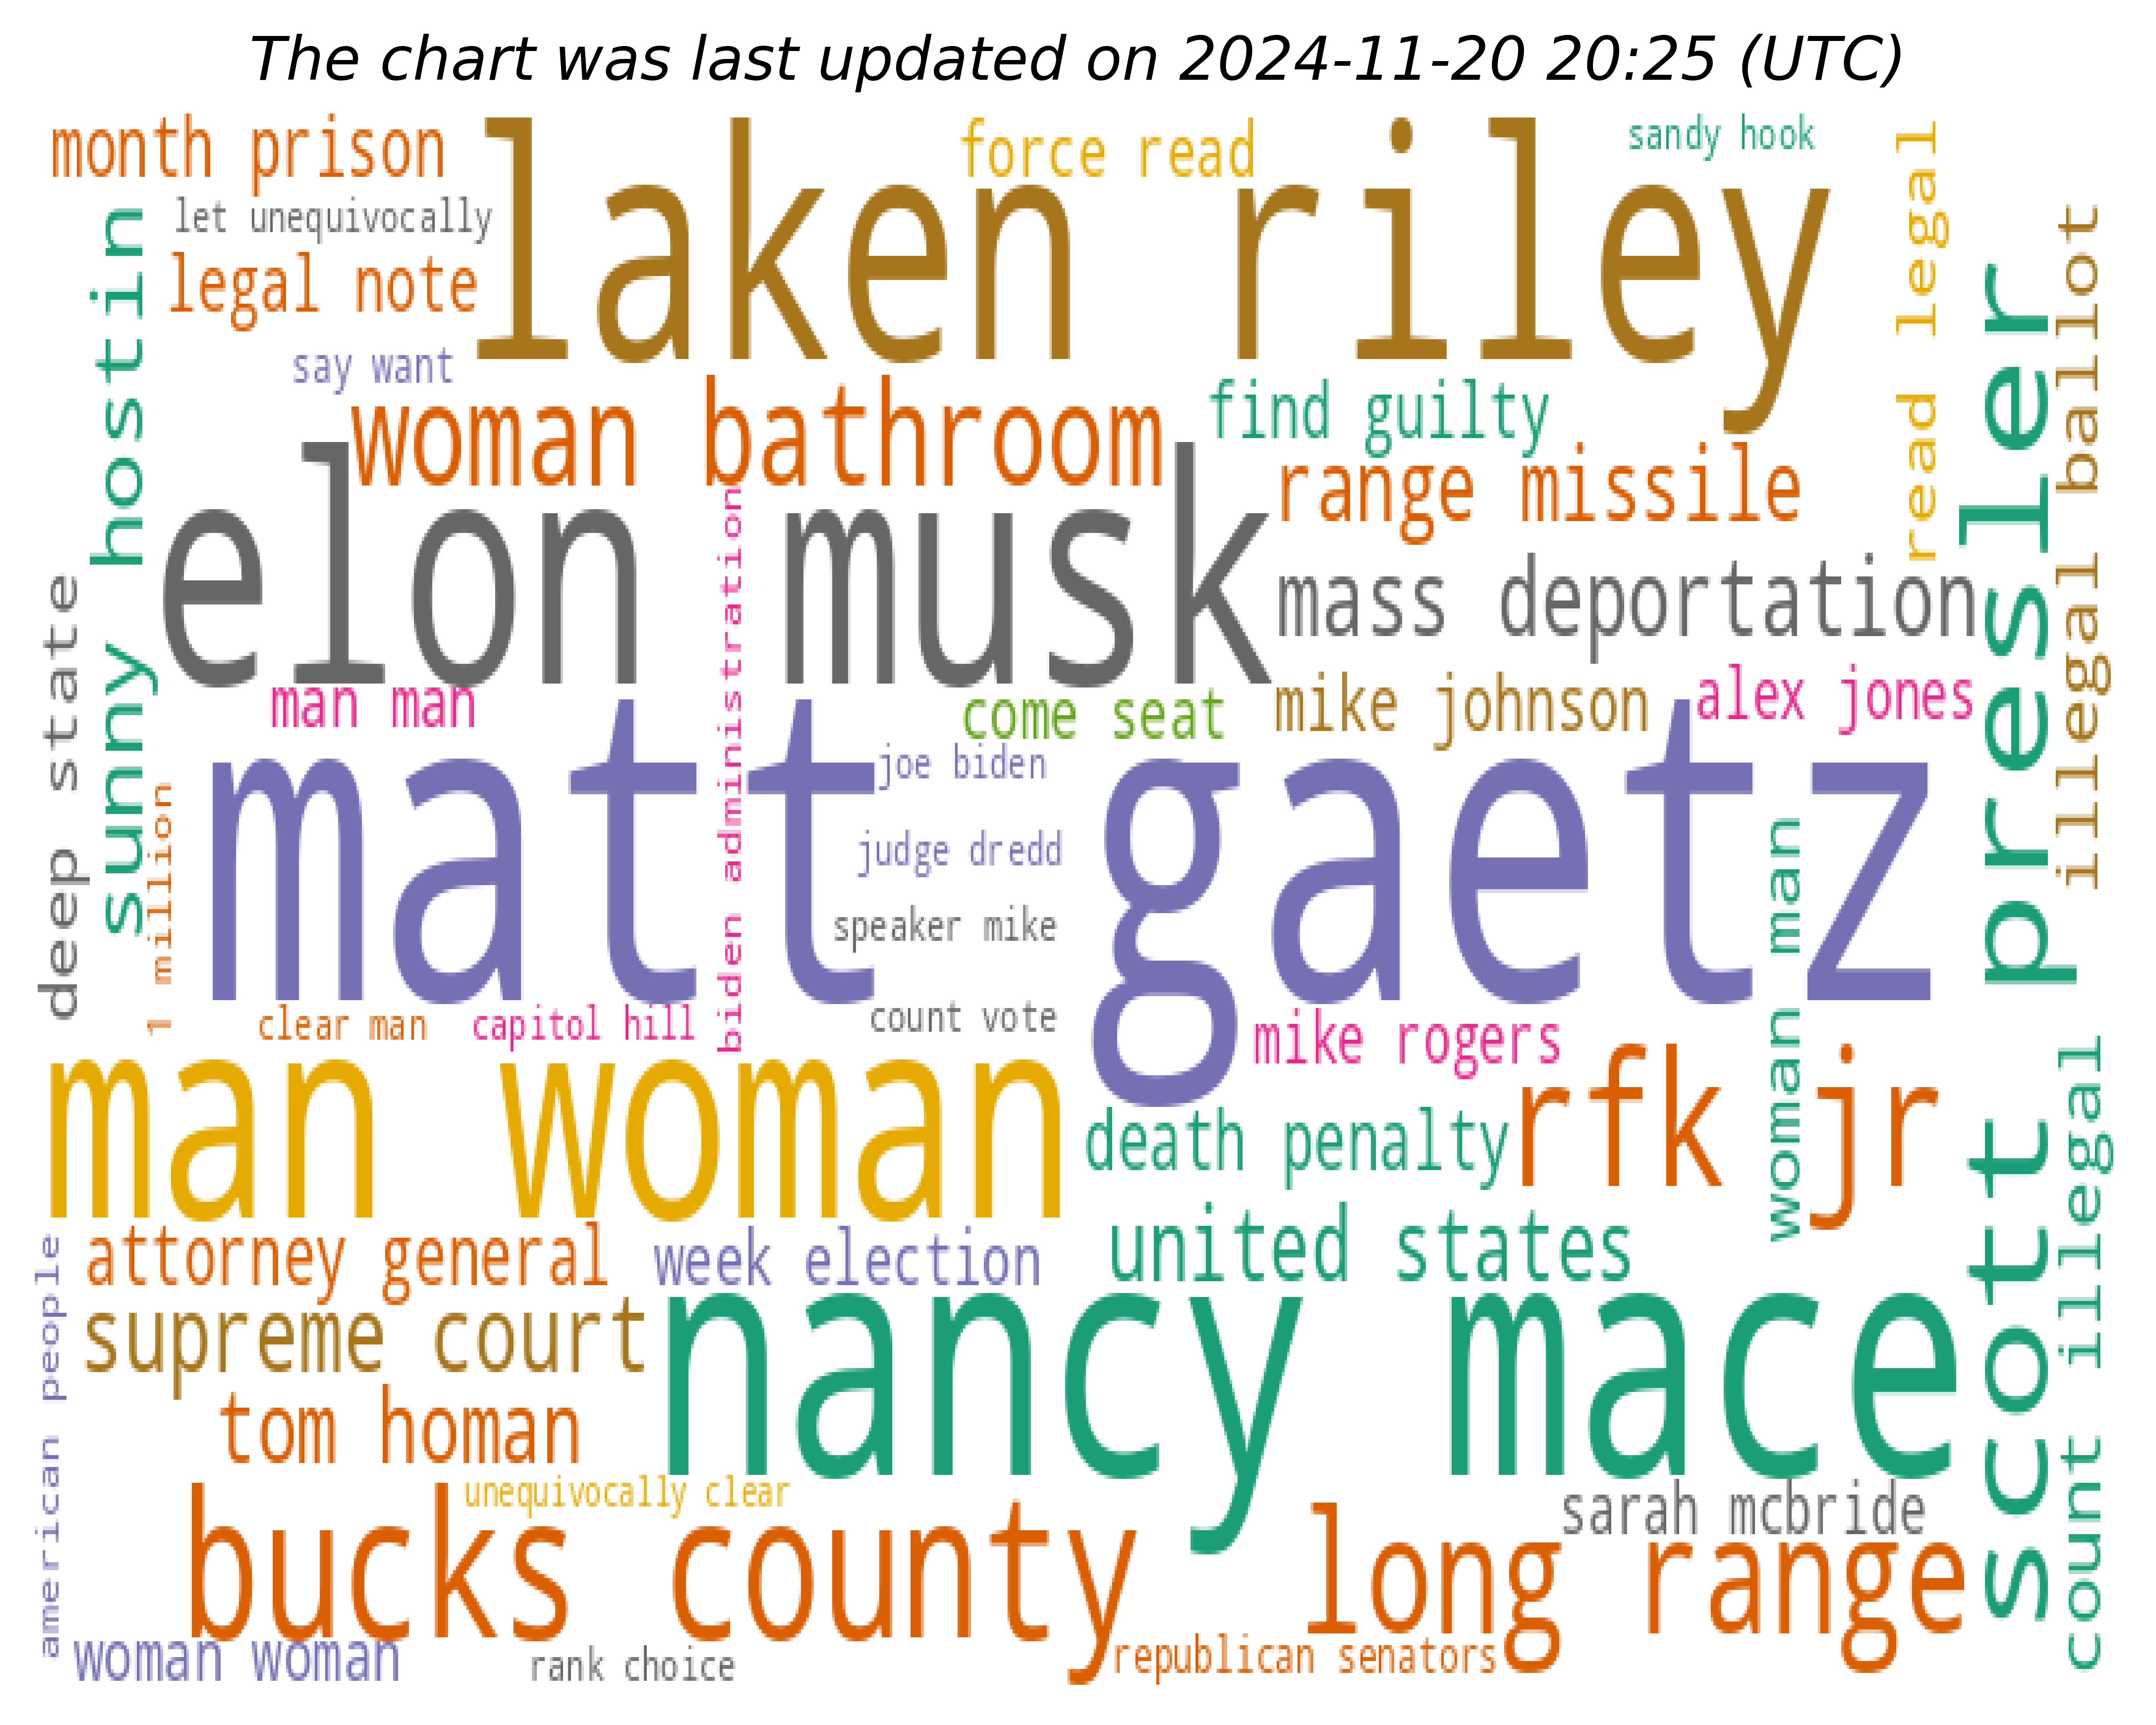 The chart was last updated on 2024-11-20 20:25 (UTC)
month prison
laken riley
force read
sandy hook
let unequivocally
legal note
say want
woman bathroom
find guilty
range missile
read legal
illegal ballot
scott presler
sunny hostin
deep state
elon musk
mass deportation
biden administration
man man
come seat
mike johnson
alex jones
matt gaetz
joe biden
judge dredd
speaker mike
count vote
1 million
clear man
capitol hill
woman man
man woman
mike rogers
death penalty
rfk jr
attorney general
week election
united states
supreme court
nancy mace
tom homan
american people
unequivocally clear
bucks county
long range
sarah mcbride
count illegal
woman woman
rank choice
republican senators